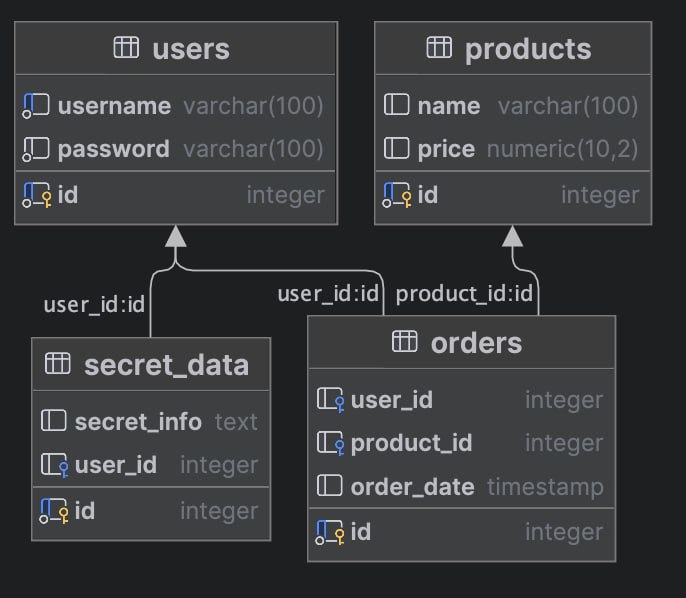 users
username varchar(100)
password varchar(100)
id integer
products
name varchar(100)
price numeric(10,2)
id integer
user_id:id
user_id:id
product_id:id
secret_data
secret_info text
user_id integer
id integer
orders
user_id integer
product_id integer
order_date timestamp
id integer